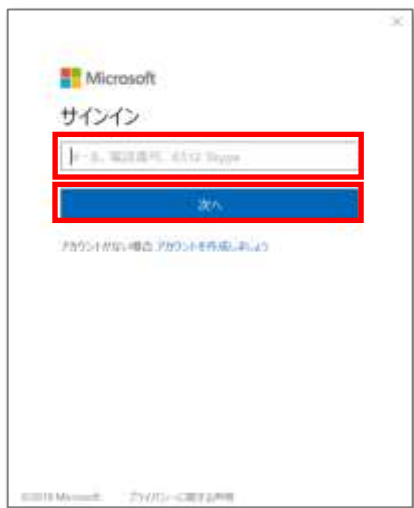 Microsoft
サインイン
メール、電話番号、または Skype
次へ
アカウントがない場合 アカウントを作成しましょう
©2019 Microsoft プライバシーに関する声明